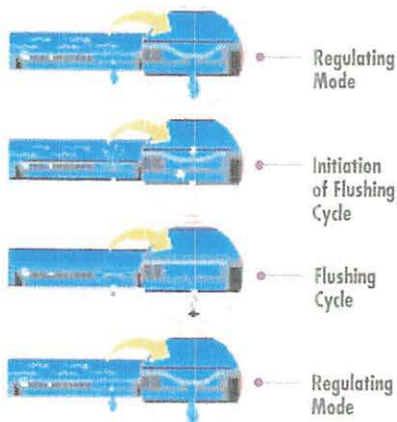 Regulating
Mode
Initiation
of Flushing
Cycle
Flushing
Cycle
Regulating
Mode